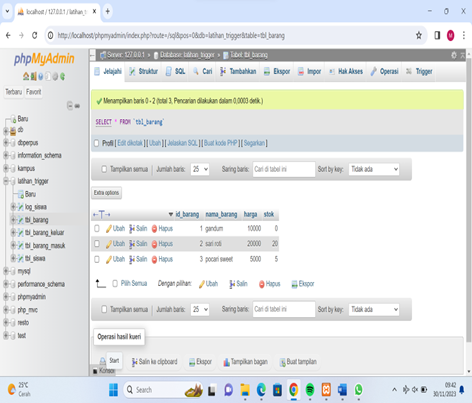 localhost / 127.0.0.1 / latihan_t
http://localhost/phpmyadmin/index.php?route=/sql&pos=0&db=latihan_trigger&table=tbl_barang
phpMyAdmin
Terbaru Favorit
Baru
db
dbperpus
information_schema
kampus
latihan_trigger
Baru
log_siswa
tbl_barang
tbl_barang_keluar
tbl_barang_masuk
tbl_siswa
mysql
performance_schema
phpmyadmin
php_mvc
resto
test
Server: 127.0.0.1 » Database: latihan_trigger » Tabel: tbl_barang
Jelajahi Struktur SQL Cari Tambahkan Ekspor Impor Hak Akses Operasi Trigger
Menampilkan baris 0 - 2 (total 3, Pencarian dilakukan dalam 0,0003 detik.)
SELECT * FROM `tbl_barang`
Profil [ Edit dikotak ] [ Ubah ] [ Jelaskan SQL ] [ Buat kode PHP ] [ Segarkan ]
Tampilkan semua Jumlah baris: 25 Saring baris: Cari di tabel ini Sort by key: Tidak ada
Extra options
←T→ id_barang nama_barang harga stok
Ubah Salin Hapus 1 gandum 10000 0
Ubah Salin Hapus 2 sari roti 20000 20
Ubah Salin Hapus 3 pocari sweet 5000 5
Pilih Semua Dengan pilihan: Ubah Salin Hapus Ekspor
Tampilkan semua Jumlah baris: 25 Saring baris: Cari di tabel ini Sort by key: Tidak ada
Operasi hasil kueri
Start Salin ke clipboard Ekspor Tampilkan bagan Buat tampilan
Konsol
25°C
Cerah
Search
09:42
30/11/2023